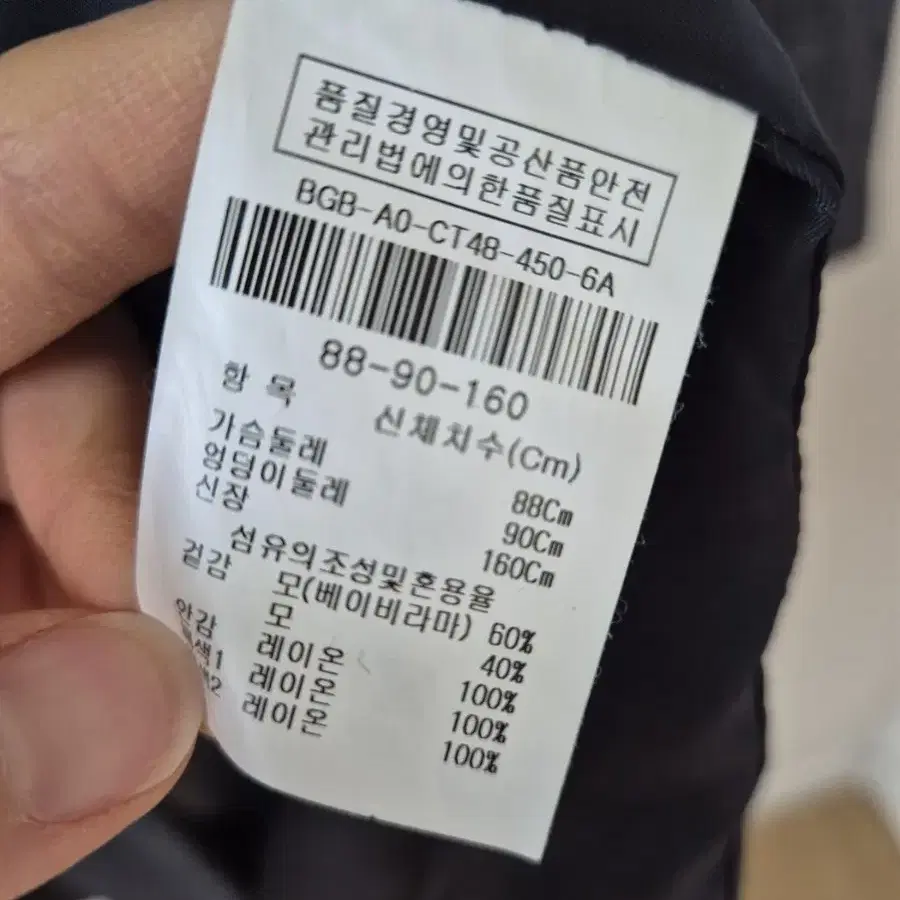 품질경영및공산품안전
관리법에의한품질표시
BGB-A0-CT48-450-6A
88-90-160
항 목 신체치수(Cm)
가슴둘레 88Cm
엉덩이둘레 90Cm
신장 160Cm
섬유의조성및혼용율
겉감 모(베이비라마) 60%
모 40%
안감 레이온 100%
색1 레이온 100%
색2 레이온 100%